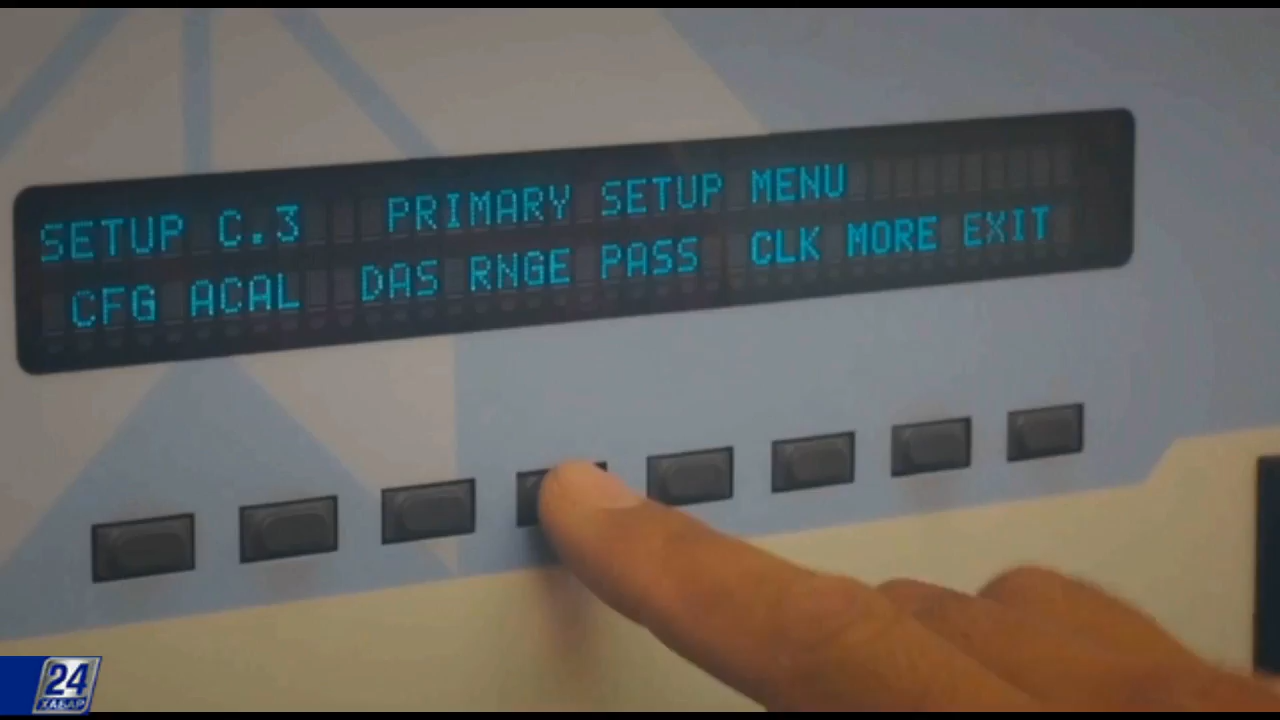 SETUP C.3 PRIMARY SETUP MENU
CFG ACAL DAS RNGE PASS CLK MORE EXIT
24
ХАБАР